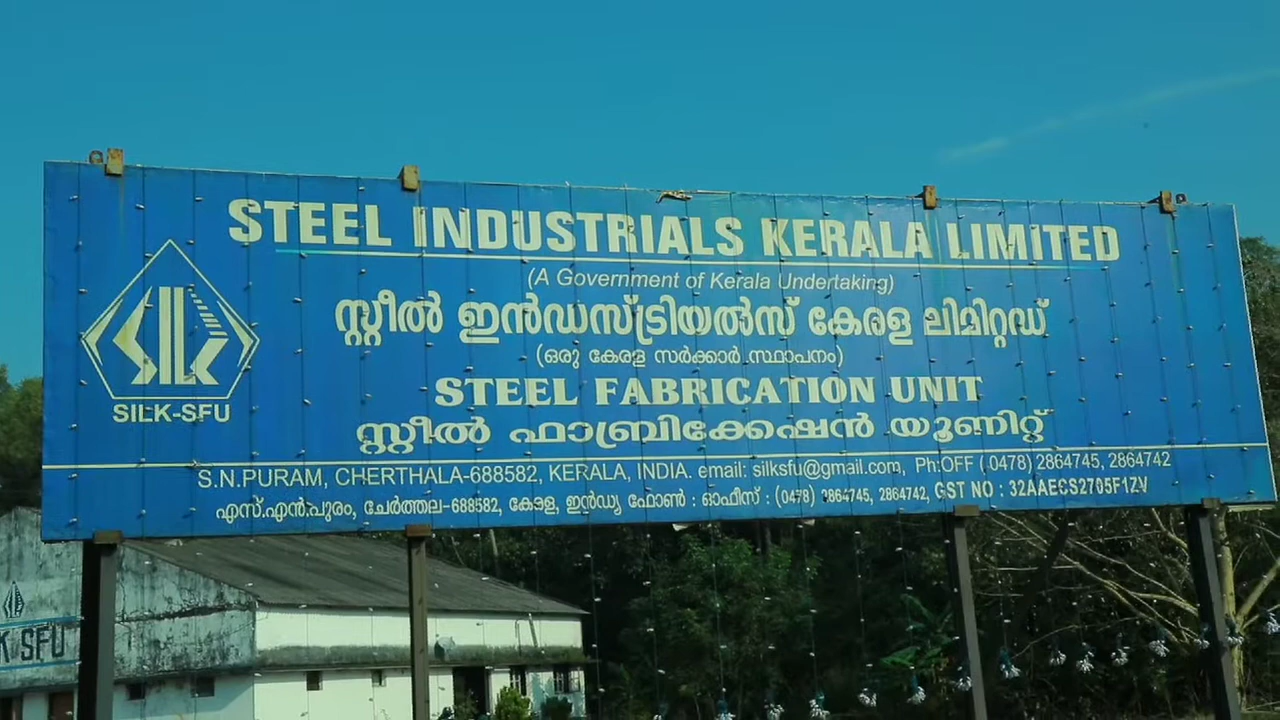 STEEL INDUSTRIALS KERALA LIMITED
(A Government of Kerala Undertaking)
സ്റ്റീൽ ഇൻഡസ്ട്രിയൽസ് കേരള ലിമിറ്റഡ്
(ഒരു കേരള സർക്കാർ സ്ഥാപനം)
SILK
SILK-SFU
STEEL FABRICATION UNIT
സ്റ്റീൽ ഫാബ്രിക്കേഷൻ യൂണിറ്റ്
S.N.PURAM, CHERTHALA-688582, KERALA, INDIA. email: silksfu@gmail.com, Ph:OFF (0478) 2864745, 2864742
എസ്.എൻ.പുരം, ചേർത്തല-688582, കേരള, ഇൻഡ്യ ഫോൺ : ഓഫീസ് : (0478) 2864745, 2864742, GST NO : 32AAECS2705F1ZV
K SFU